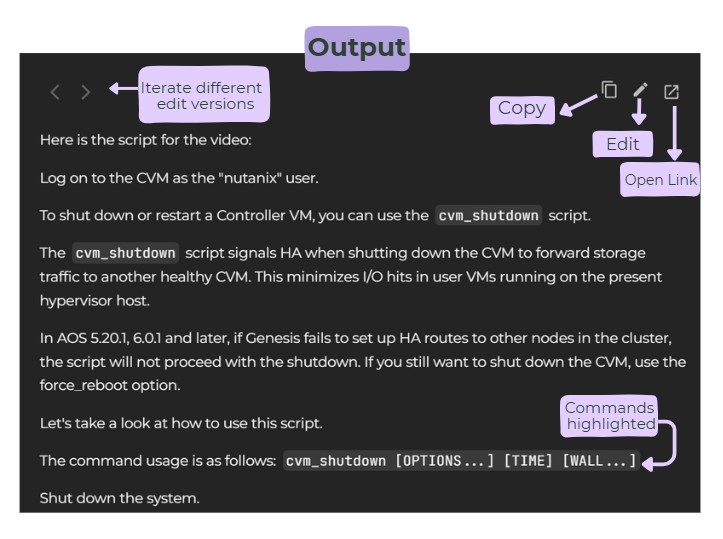 Output
Iterate different
edit versions
Copy
Edit
Open Link
Here is the script for the video:
Log on to the CVM as the "nutanix" user.
To shut down or restart a Controller VM, you can use the cvm_shutdown script.
The cvm_shutdown script signals HA when shutting down the CVM to forward storage
traffic to another healthy CVM. This minimizes I/O hits in user VMs running on the present
hypervisor host.
In AOS 5.20.1, 6.0.1 and later, if Genesis fails to set up HA routes to other nodes in the cluster,
the script will not proceed with the shutdown. If you still want to shut down the CVM, use the
force_reboot option.
Let's take a look at how to use this script.
Commands
highlighted
The command usage is as follows: cvm_shutdown [OPTIONS...] [TIME] [WALL...]
Shut down the system.